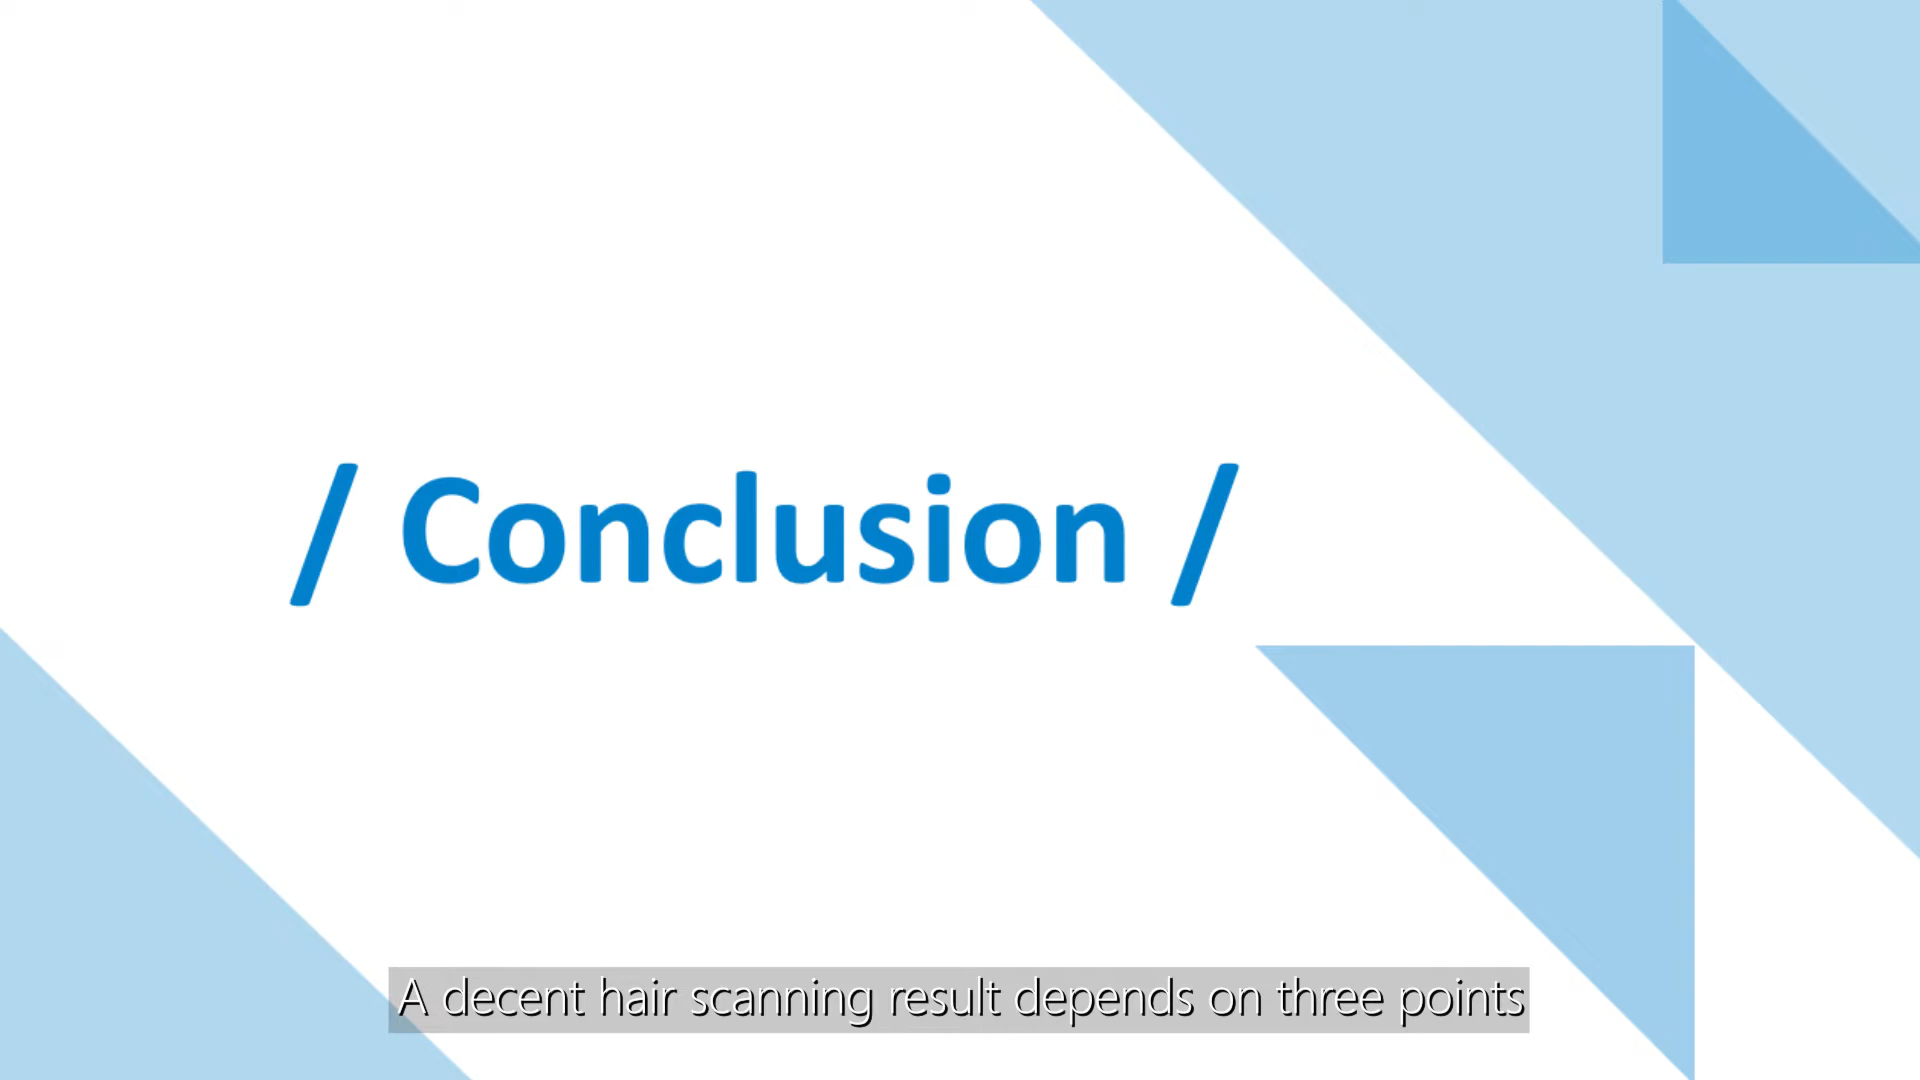 / Conclusion /
A decent hair scanning result depends on three points